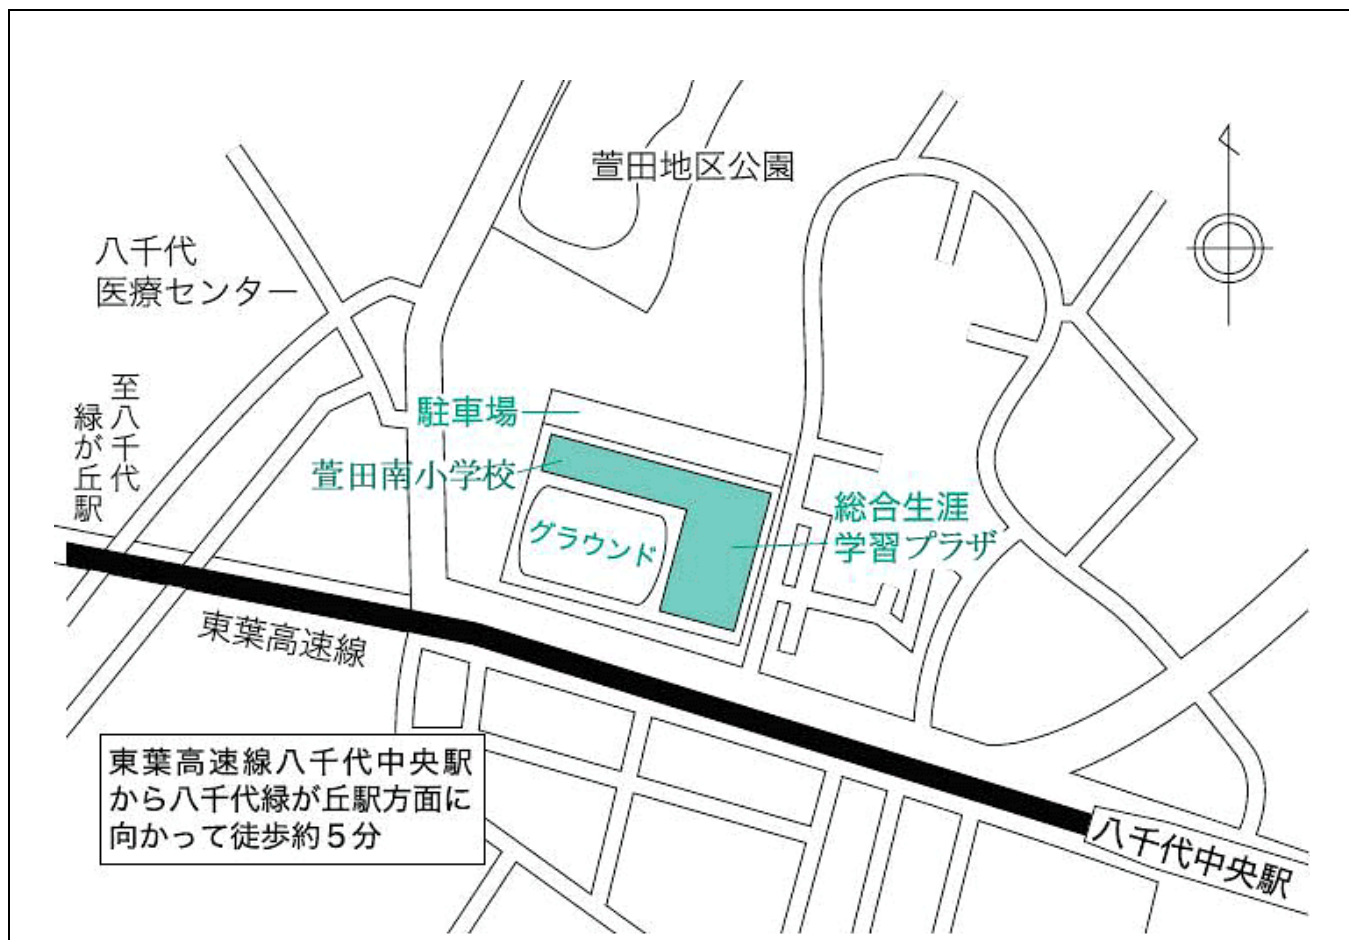 萱田地区公園
八千代
医療センター
至八千代
緑が丘駅
駐車場
萱田南小学校
グラウンド
総合生涯
学習プラザ
東葉高速線
東葉高速線八千代中央駅
から八千代緑が丘駅方面に
向かって徒歩約5分
八千代中央駅